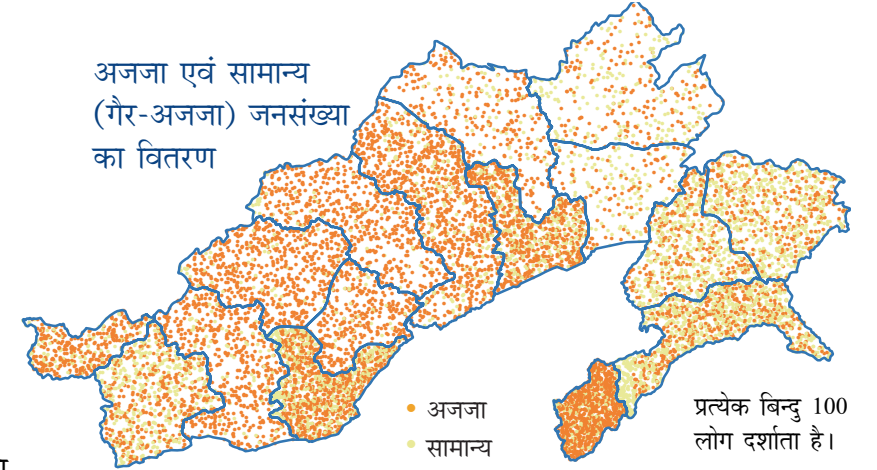 अजजा एवं सामान्य
(गैर-अजजा) जनसंख्या
का वितरण
अजजा
सामान्य
प्रत्येक बिन्दु 100
लोग दर्शाता है।